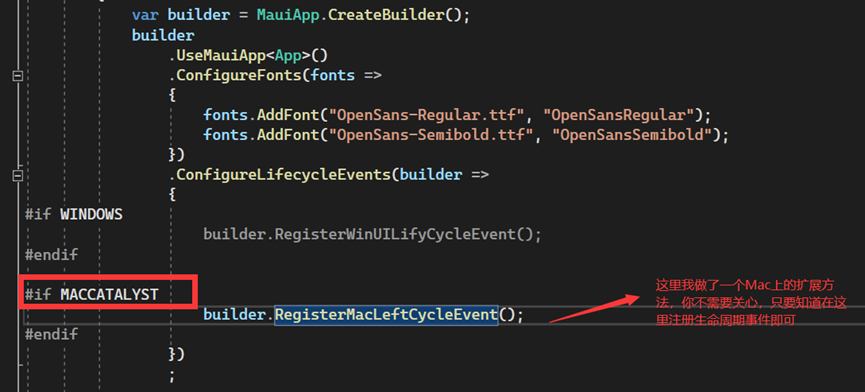 var builder = MauiApp.CreateBuilder();
builder
.UseMauiApp<App>()
.ConfigureFonts(fonts =>
{
fonts.AddFont("OpenSans-Regular.ttf", "OpenSansRegular");
fonts.AddFont("OpenSans-Semibold.ttf", "OpenSansSemibold");
})
.ConfigureLifecycleEvents(builder =>
{
#if WINDOWS
builder.RegisterWinUILifyCycleEvent();
#endif
#if MACCATALYST
builder.RegisterMacLeftCycleEvent();
#endif
})
;
这里我做了一个Mac上的扩展方
法，你不需要关心，只要知道在这
里注册生命周期事件即可